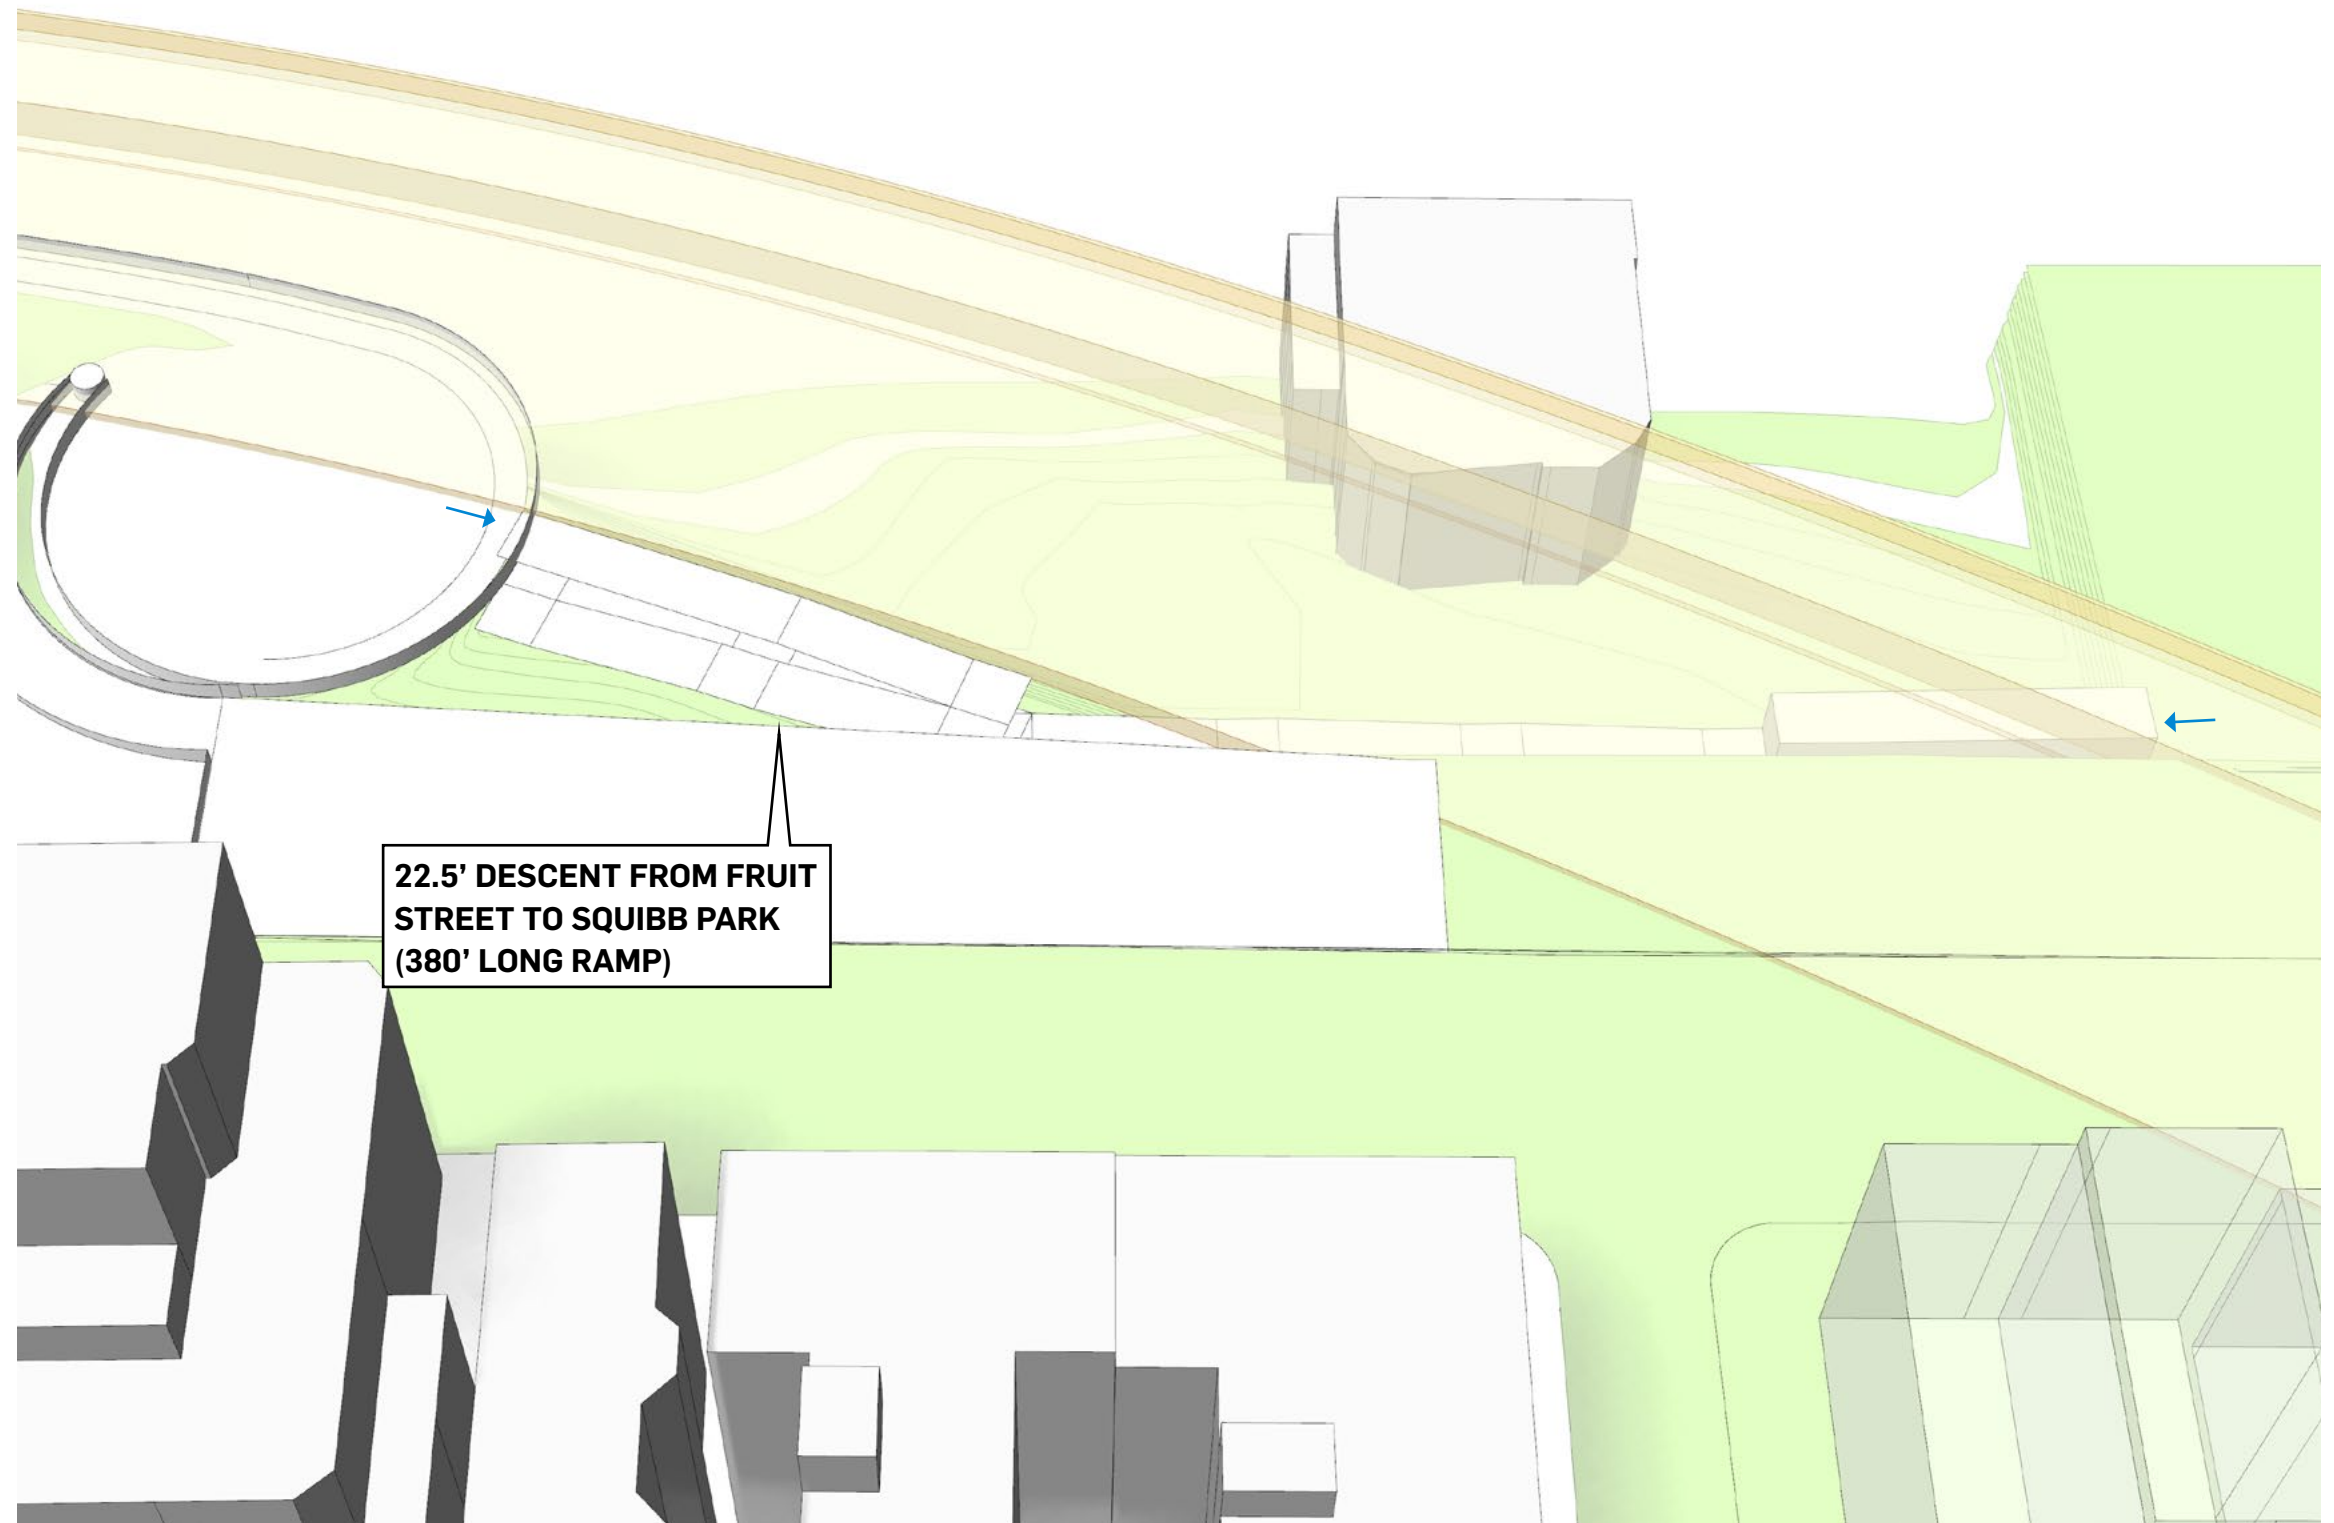 22.5’ DESCENT FROM FRUIT
STREET TO SQUIBB PARK
(380’ LONG RAMP)